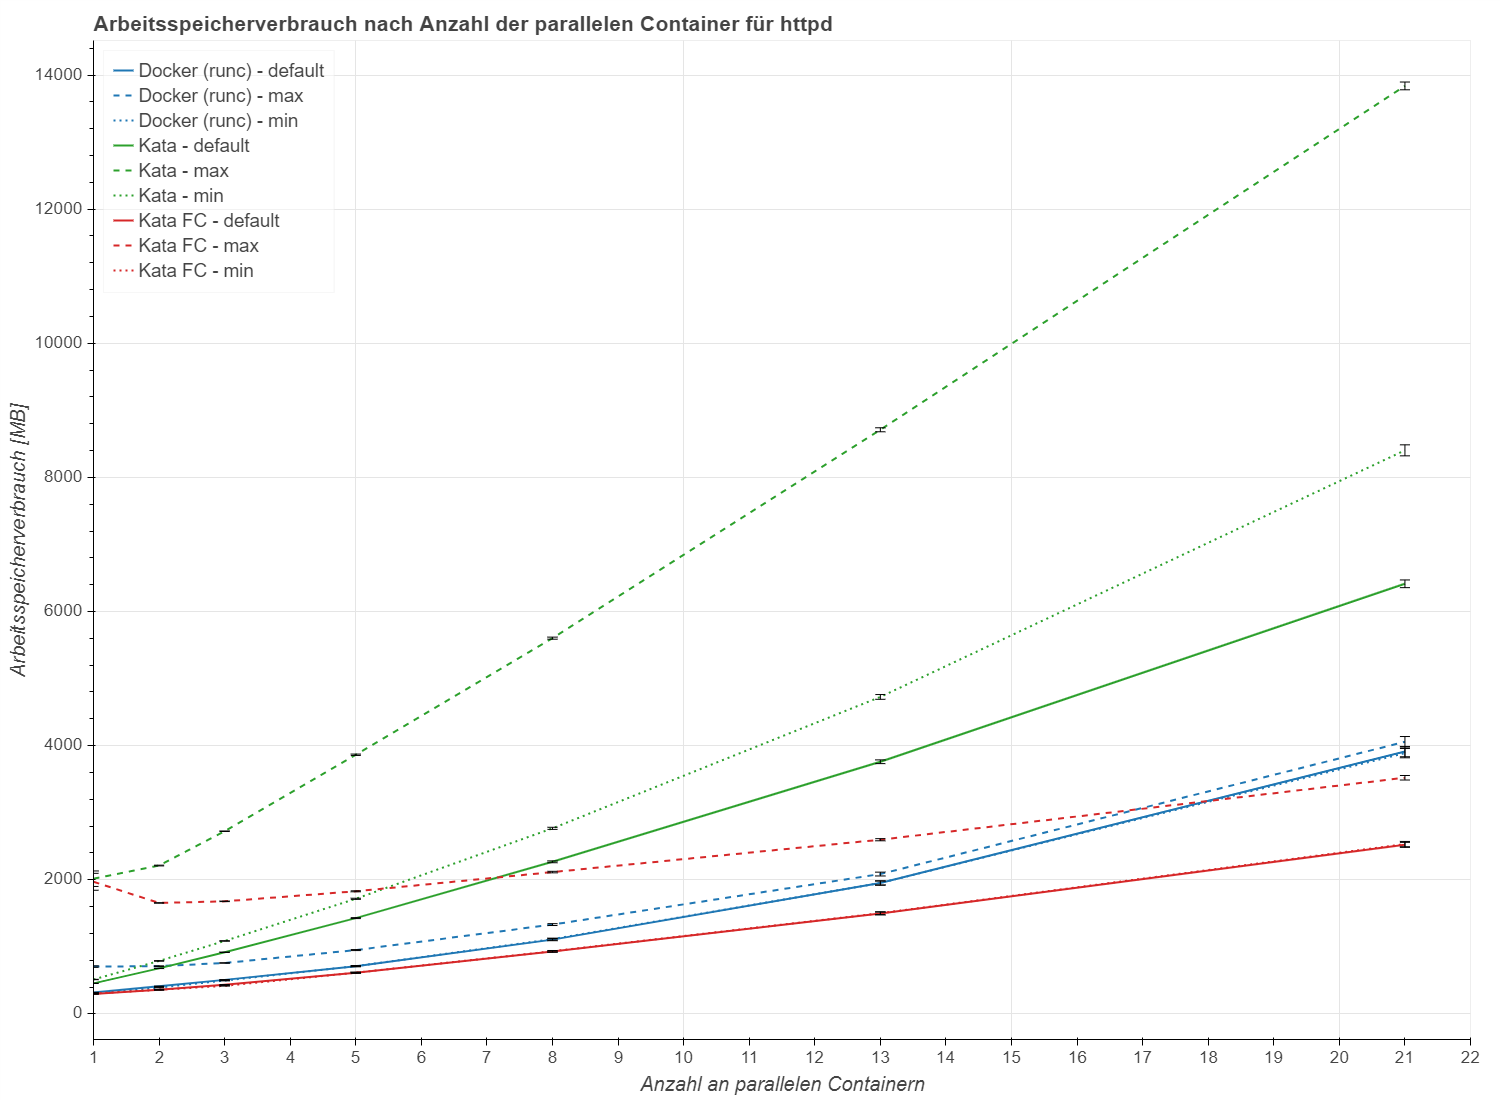 Arbeitsspeicherverbrauch nach Anzahl der parallelen Container für httpd
Docker (runc) - default
Docker (runc) - max
Docker (runc) - min
Kata - default
Kata - max
Kata - min
Kata FC - default
Kata FC - max
Kata FC - min
14000
12000
10000
8000
6000
4000
2000
0
Arbeitsspeicherverbrauch [MB]
1 2 3 4 5 6 7 8 9 10 11 12 13 14 15 16 17 18 19 20 21 22
Anzahl an parallelen Containern